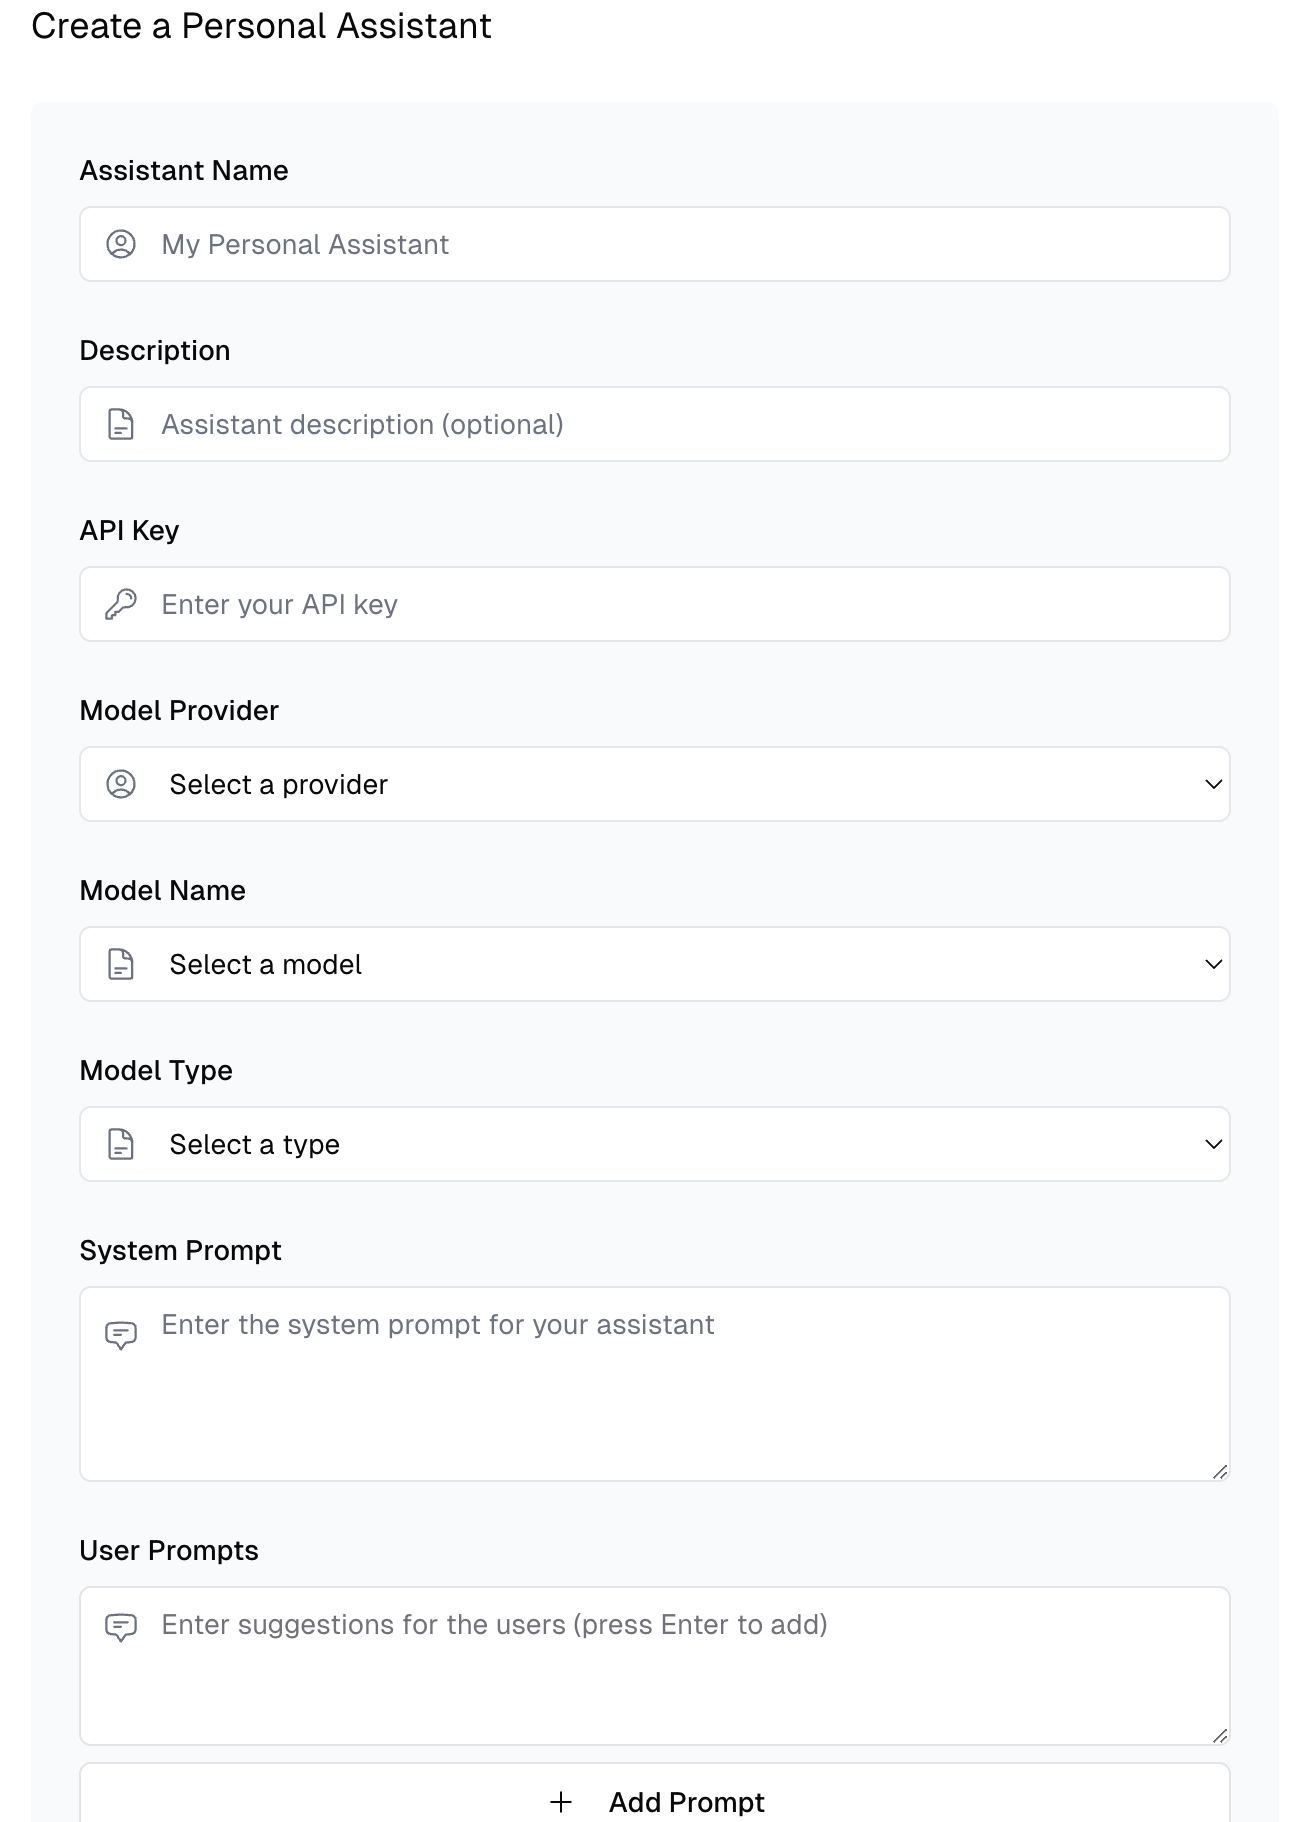 Create a Personal Assistant
Assistant Name
My Personal Assistant
Description
Assistant description (optional)
API Key
Enter your API key
Model Provider
Select a provider
Model Name
Select a model
Model Type
Select a type
System Prompt
Enter the system prompt for your assistant
User Prompts
Enter suggestions for the users (press Enter to add)
+ Add Prompt